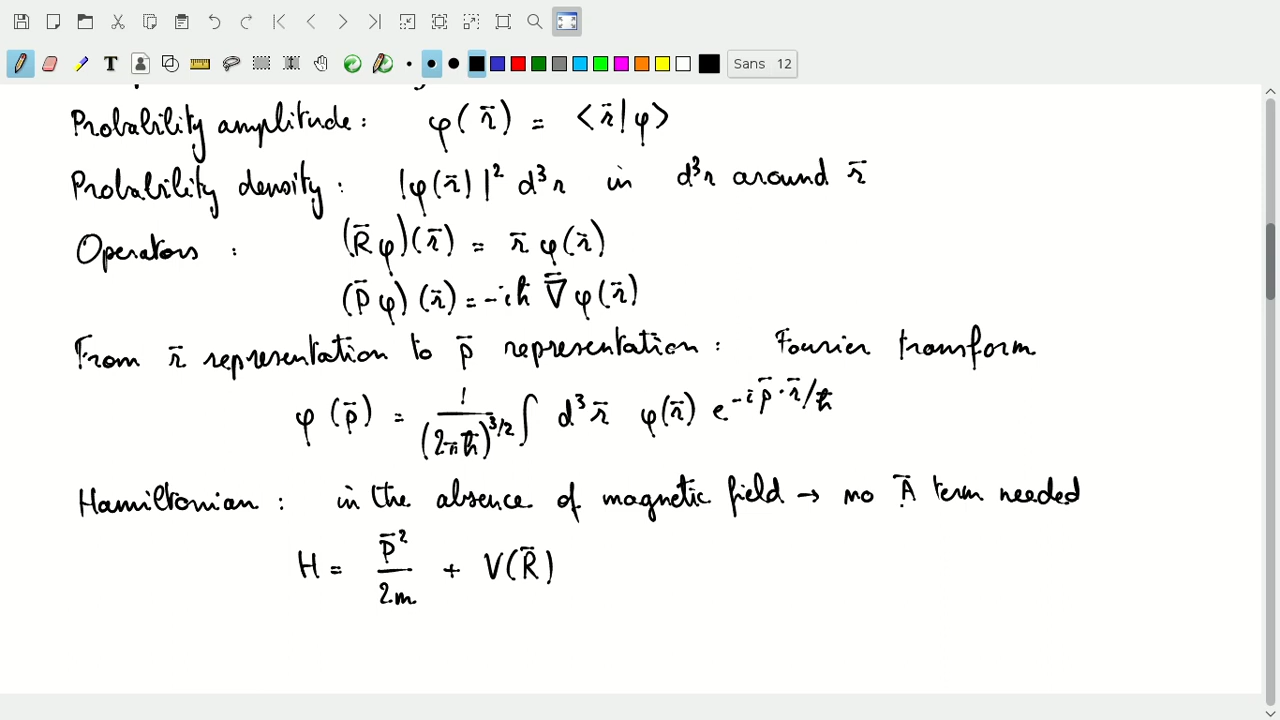 Sans 12
Probability amplitude : φ(r̄) = <r̄|φ>
Probability density : |φ(r̄)|² d³r in d³r around r̄
Operators : (R̄φ)(r̄) = r̄ φ(r̄)
(P̄φ)(r̄) = -iħ ∇̄ φ(r̄)
From r̄ representation to p̄ representation : Fourier transform
φ(p̄) = 1/(2πħ)^3/2 ∫ d³r̄ φ(r̄) e^-i p̄·r̄/ħ
Hamiltonian : in the absence of magnetic field → no Ā term needed
H = p̄²/2m + V(R̄)